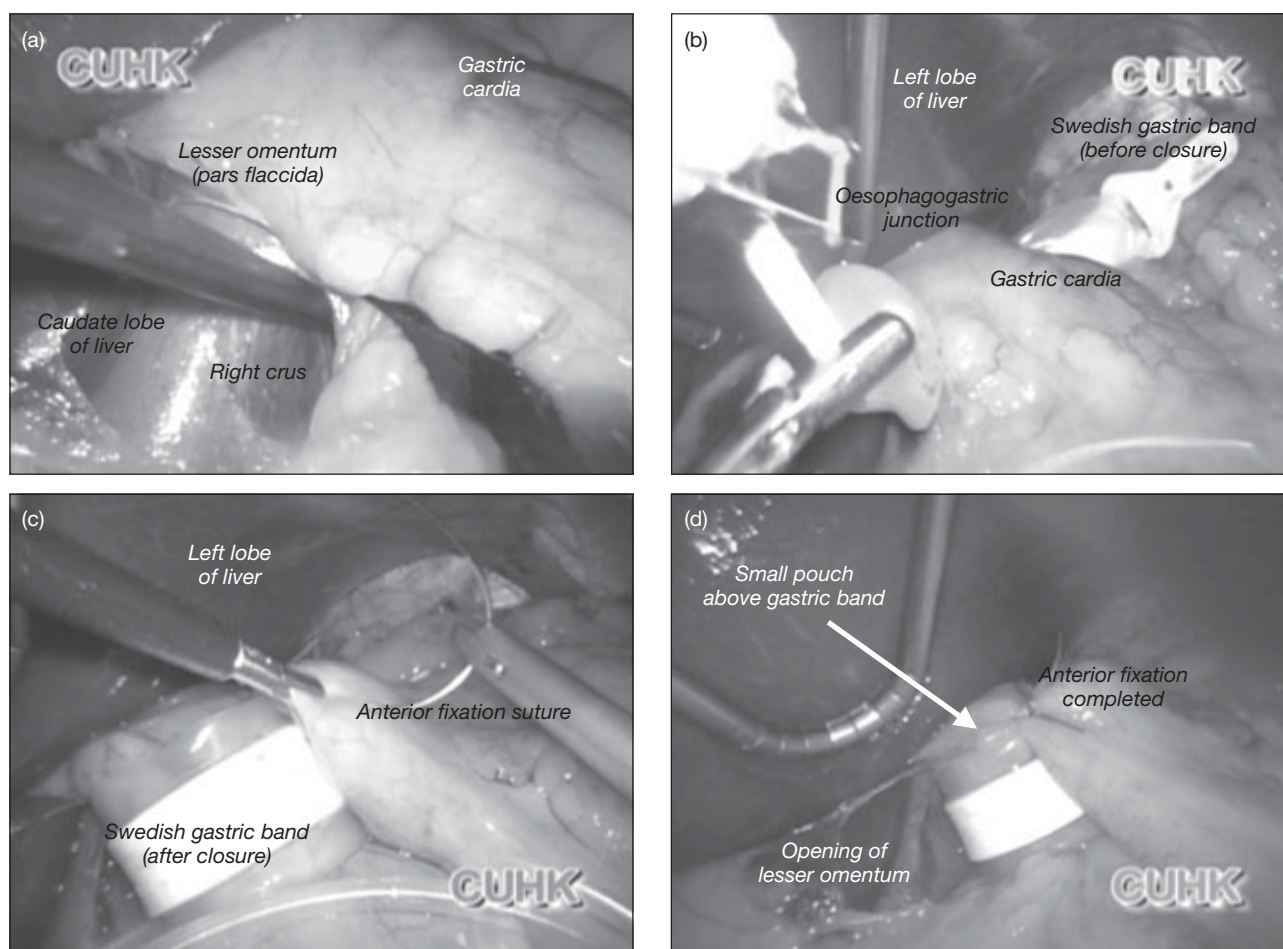 (a)
CUHK
Gastric
cardia
Lesser omentum
(pars flaccida)
Caudate lobe
of liver
Right crus
(b)
CUHK
Left lobe
of liver
Swedish gastric band
(before closure)
Oesophagogastric
junction
Gastric cardia
(c)
Left lobe
of liver
Anterior fixation suture
Swedish gastric band
(after closure)
CUHK
(d)
Small pouch
above gastric band
Anterior fixation
completed
Opening of
lesser omentum
CUHK